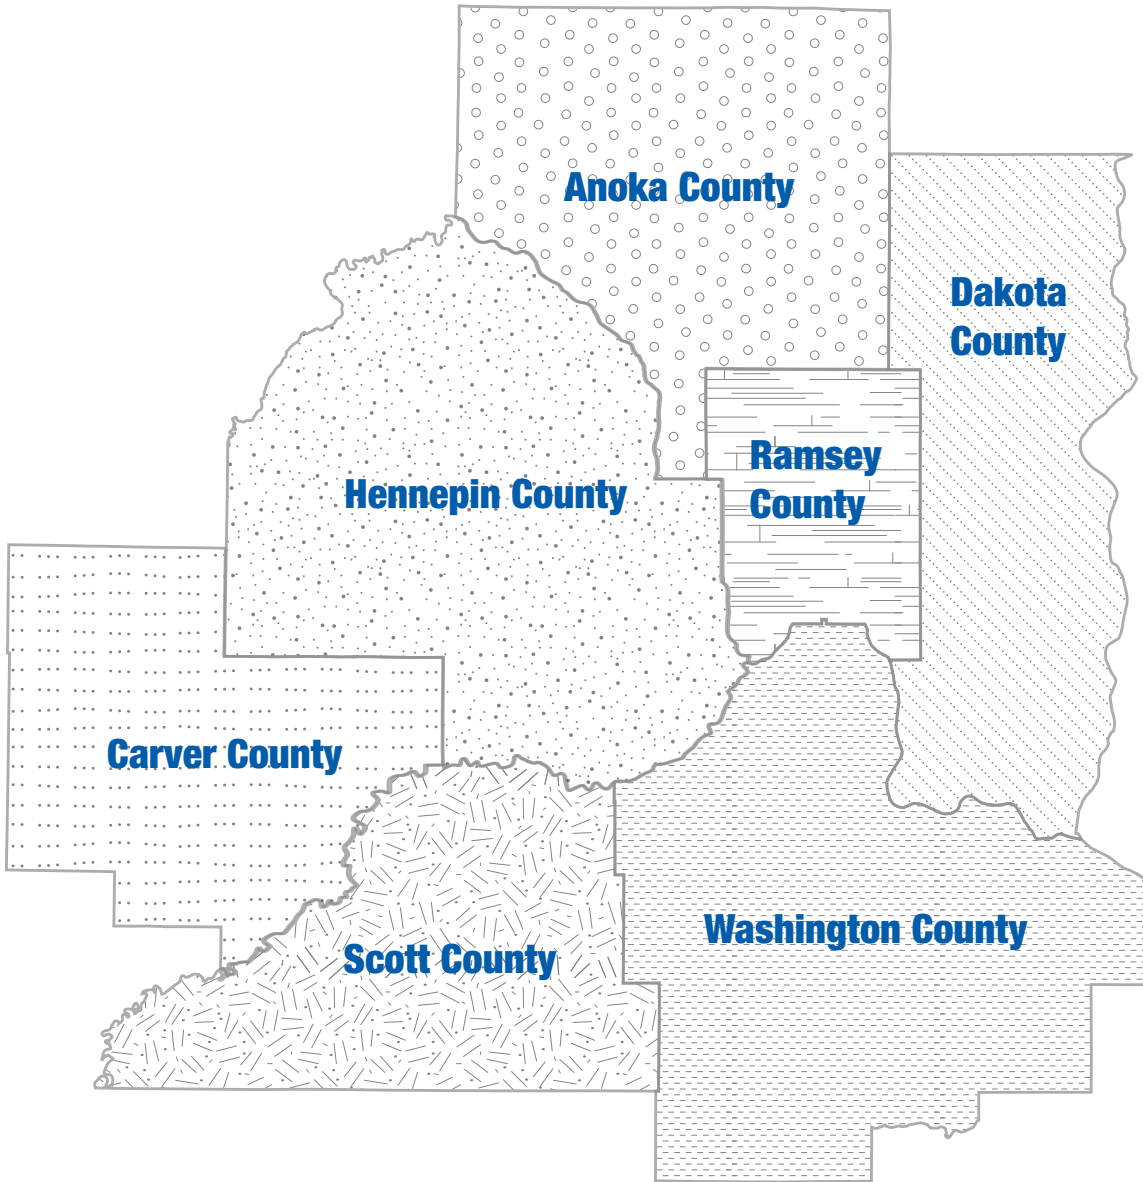 Anoka County
Dakota
County
Ramsey
County
Hennepin County
Carver County
Washington County
Scott County